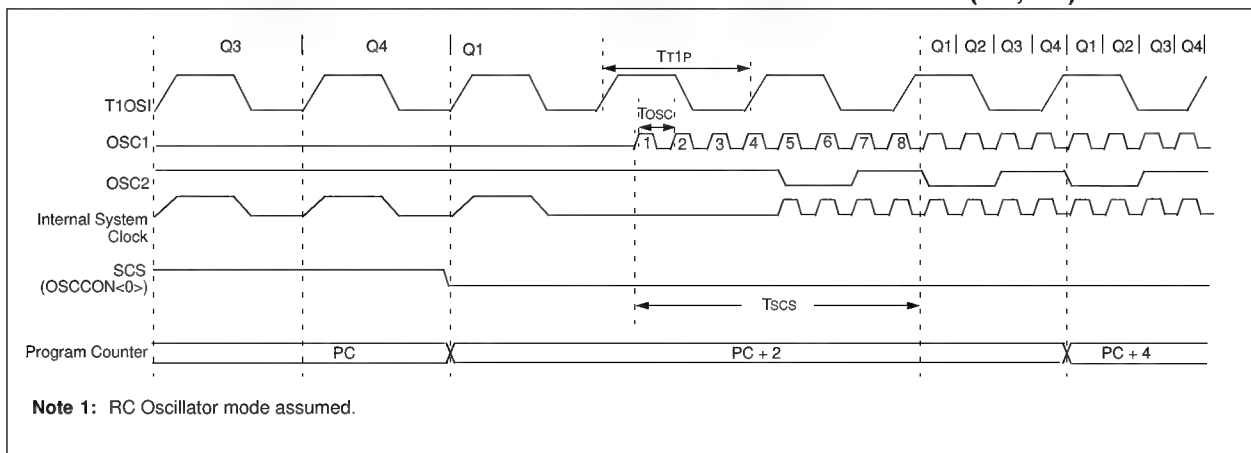 Q3 Q4 Q1 TT1P Q1 Q2 Q3 Q4 Q1 Q2 Q3 Q4
T1OSI
TOSC
OSC1 1 2 3 4 5 6 7 8
OSC2
Internal System
Clock
SCS
(OSCCON<0>)
TSCS
Program Counter PC PC + 2 PC + 4
Note 1: RC Oscillator mode assumed.